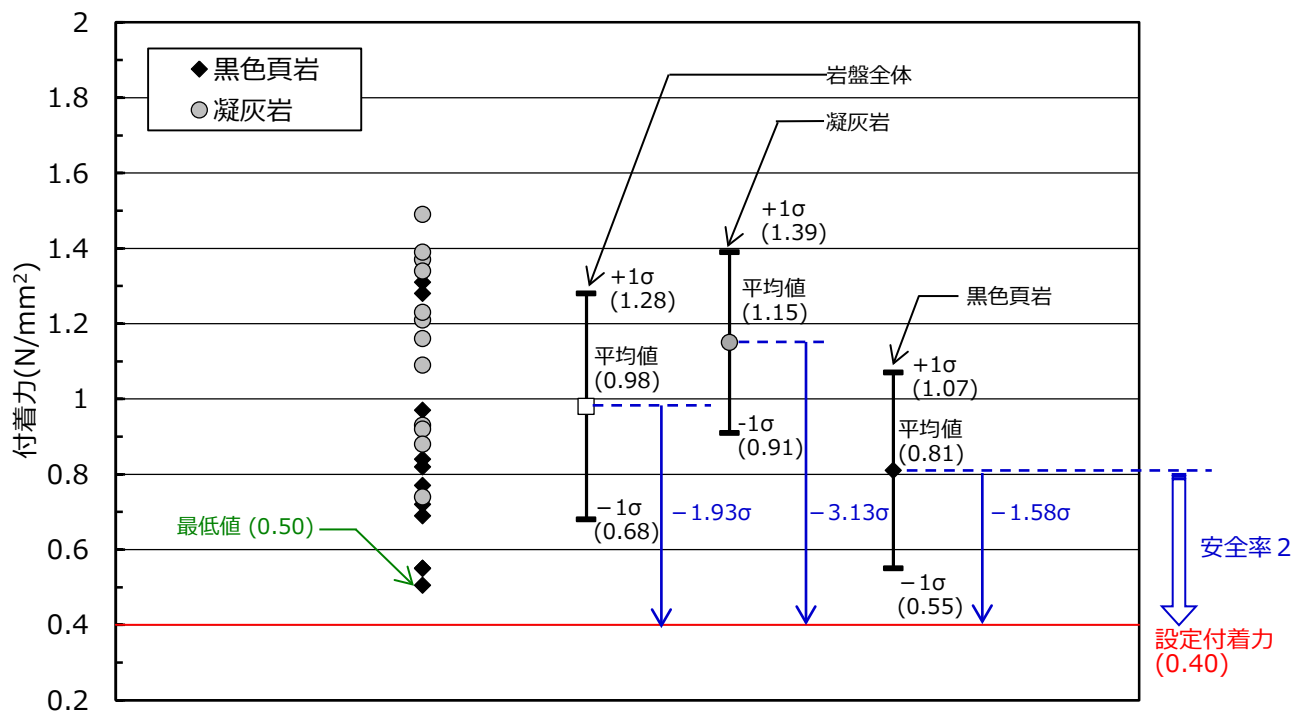 付着力(N/mm²)
2
1.8
1.6
1.4
1.2
1
0.8
0.6
0.4
0.2
黒色頁岩
凝灰岩
岩盤全体
凝灰岩
黒色頁岩
+1σ
(1.28)
平均値
(0.98)
−1σ
(0.68)
+1σ
(1.39)
平均値
(1.15)
-1σ
(0.91)
+1σ
(1.07)
平均値
(0.81)
−1σ
(0.55)
−1.93σ
−3.13σ
−1.58σ
最低値 (0.50)
安全率２
設定付着力
(0.40)